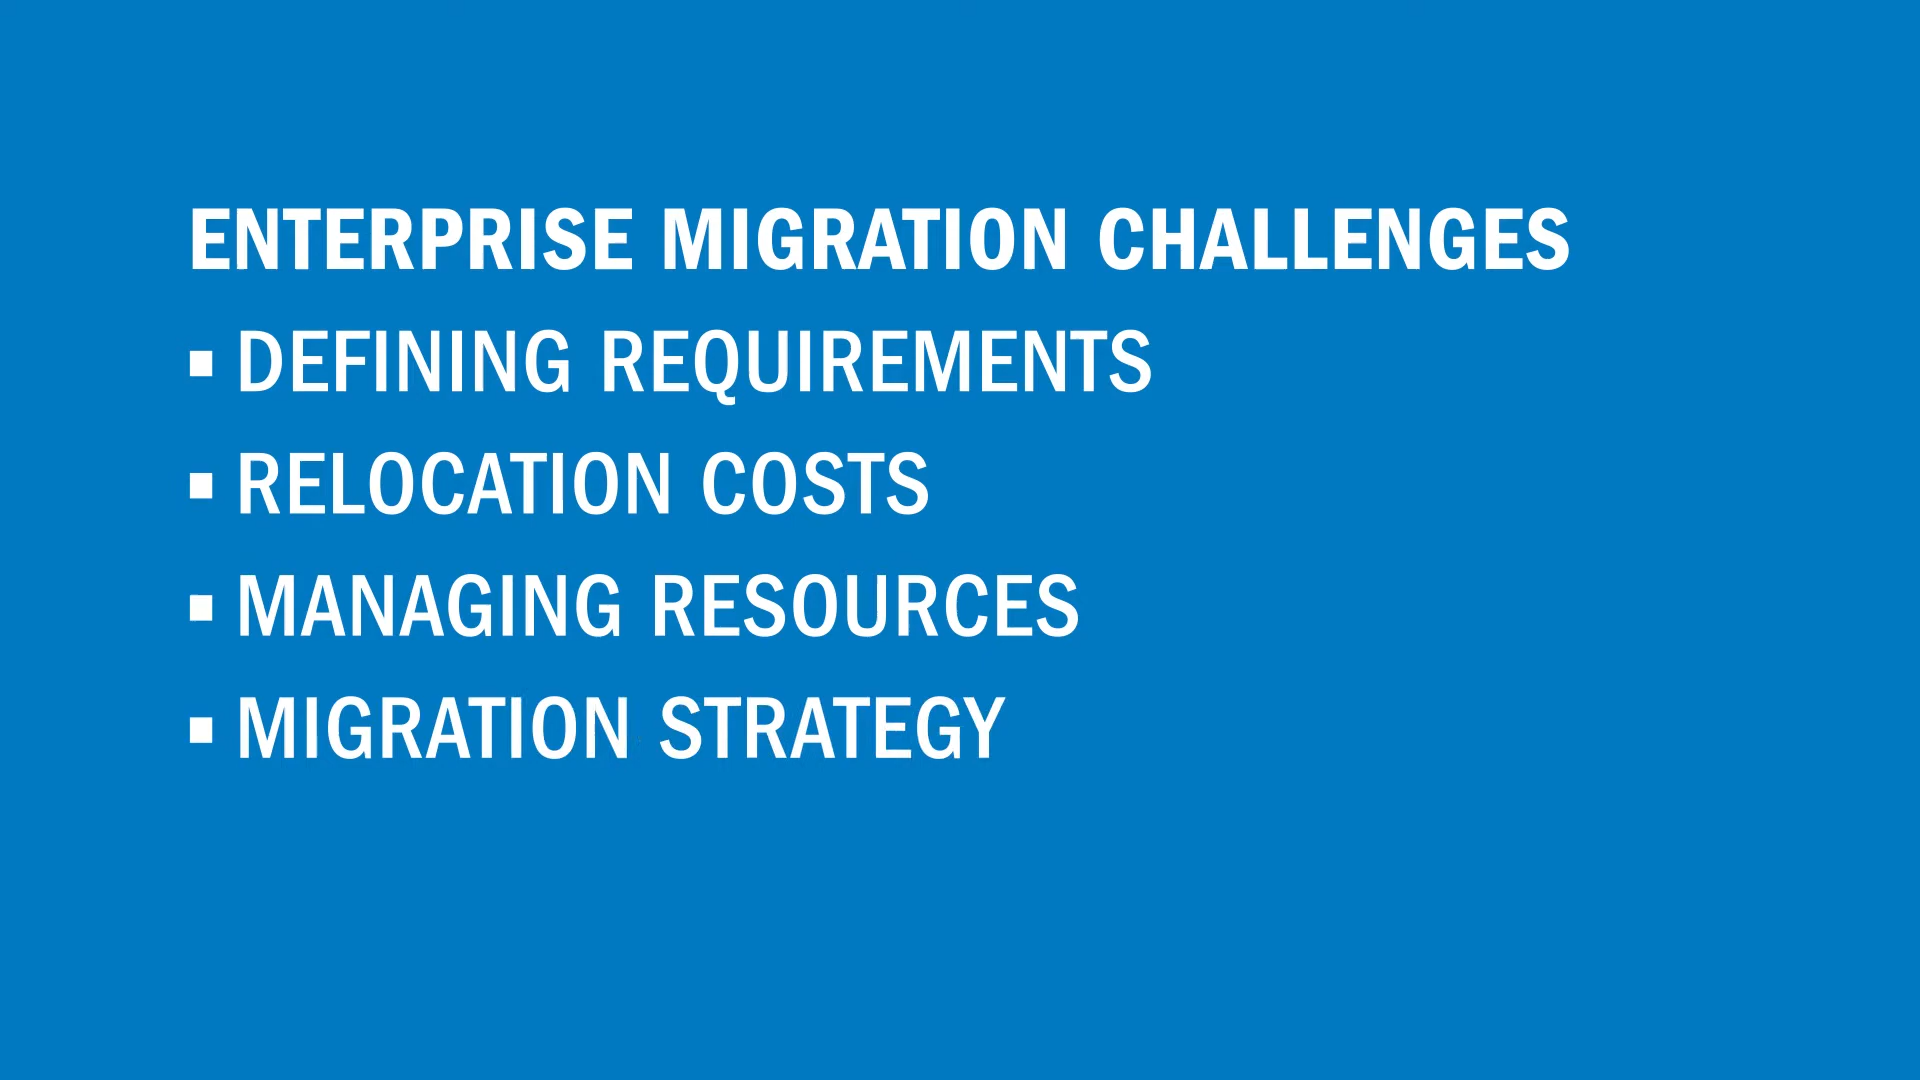 ENTERPRISE MIGRATION CHALLENGES
▪ DEFINING REQUIREMENTS
▪ RELOCATION COSTS
▪ MANAGING RESOURCES
▪ MIGRATION STRATEGY